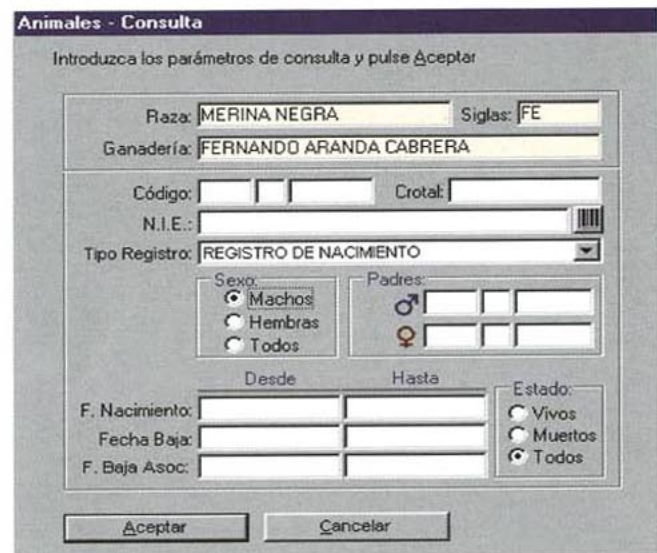 Animales - Consulta
Introduzca los parámetros de consulta y pulse Aceptar
Raza: MERINA NEGRA Siglas: FE
Ganadería: FERNANDO ARANDA CABRERA
Código: Crotal:
N.I.E.:
Tipo Registro: REGISTRO DE NACIMIENTO
Sexo: Padres:
Machos
Hembras
Todos
Desde Hasta
Estado:
F. Nacimiento: Vivos
Fecha Baja: Muertos
F. Baja Asoc: Todos
Aceptar Cancelar